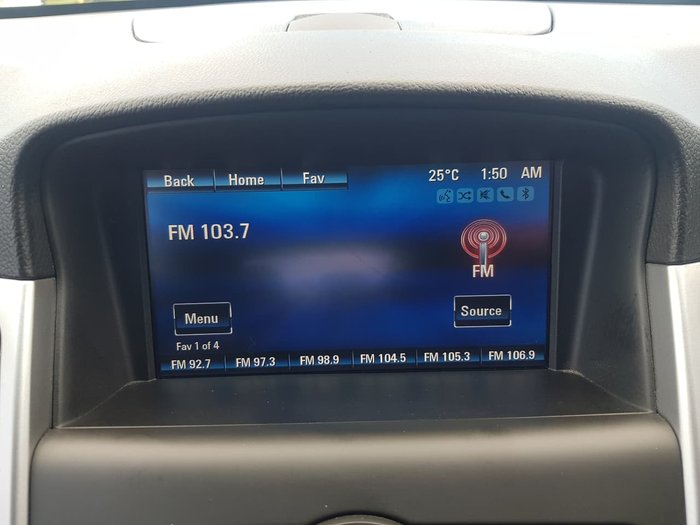 Back Home Fav 25°C 1:50 AM
FM 103.7
FM
Menu Source
Fav 1 of 4
FM 92.7 FM 97.3 FM 98.9 FM 104.5 FM 105.3 FM 106.9